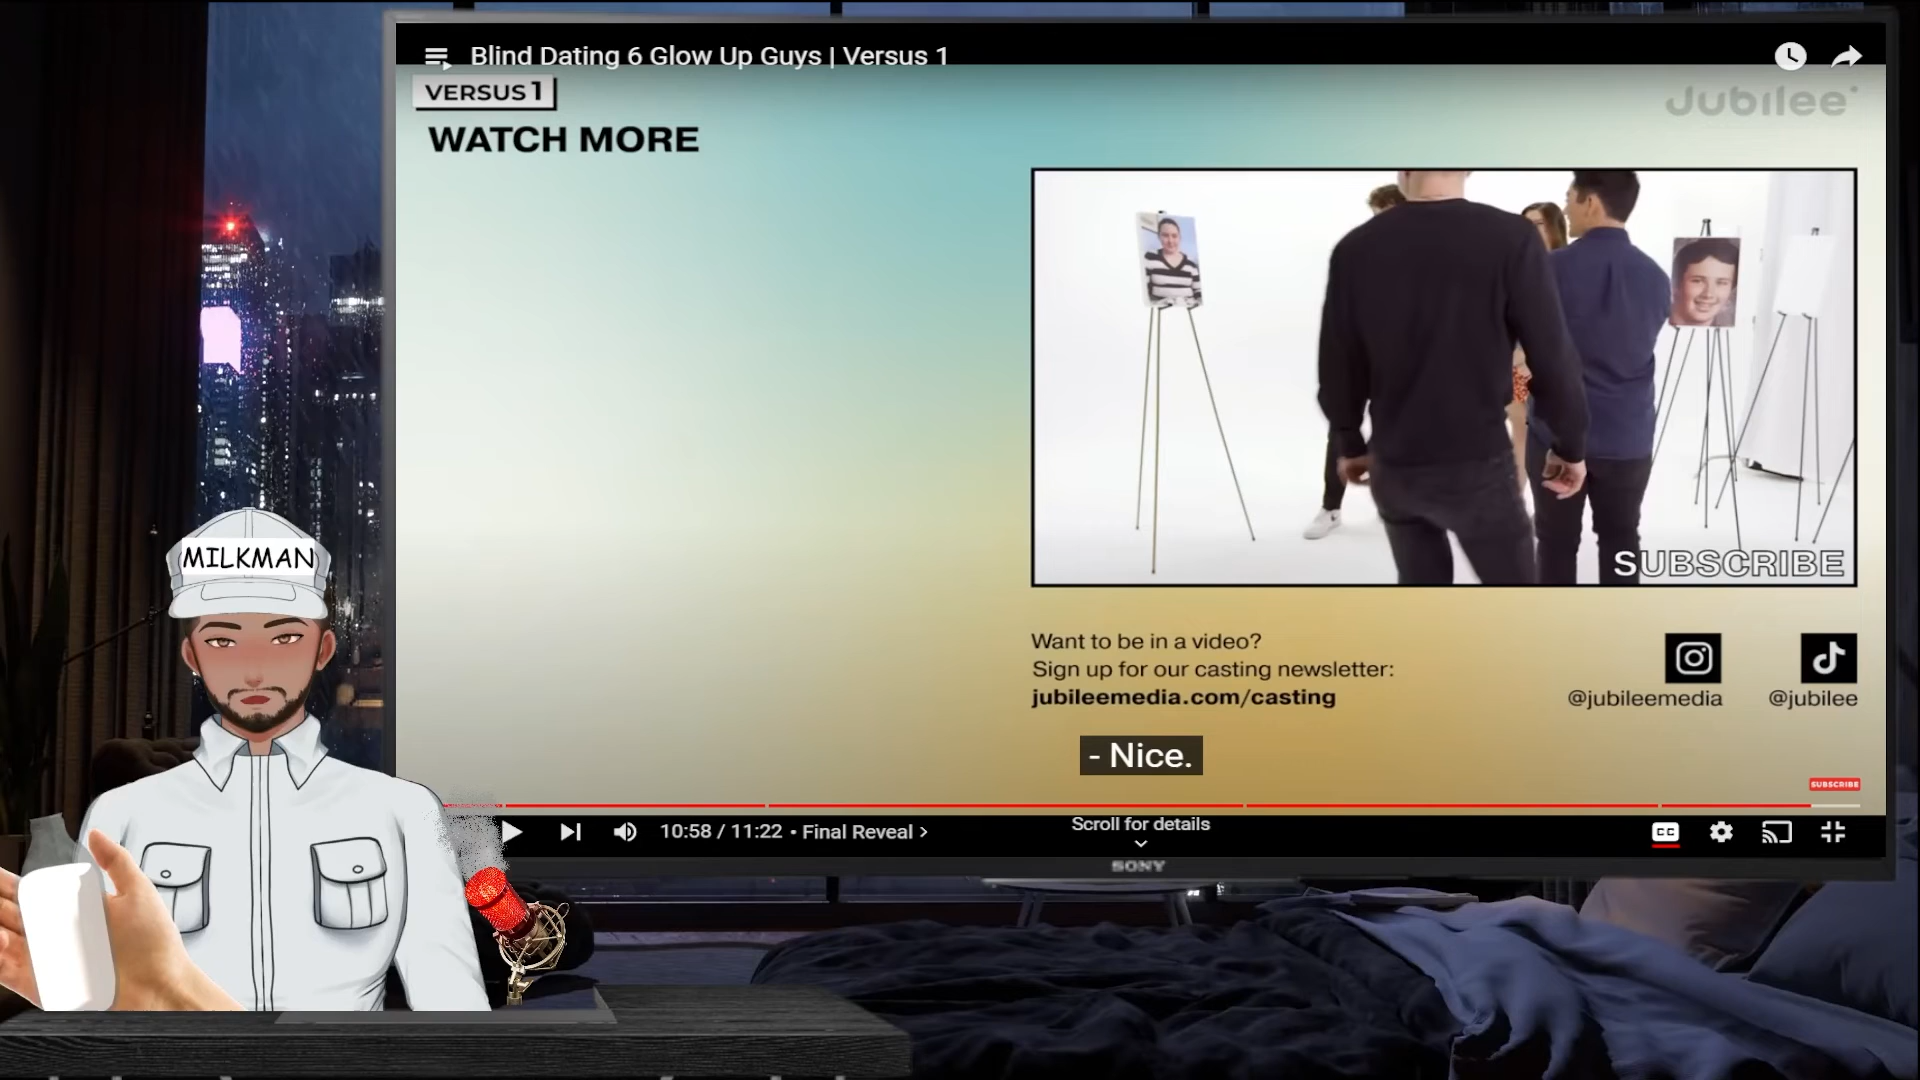 Blind Dating 6 Glow Up Guys | Versus 1
VERSUS 1
Jubilee
WATCH MORE
SUBSCRIBE
Want to be in a video?
Sign up for our casting newsletter:
jubileemedia.com/casting
@jubileemedia
@jubilee
- Nice.
SUBSCRIBE
10:58 / 11:22 • Final Reveal >
Scroll for details
CC
SONY
MILKMAN